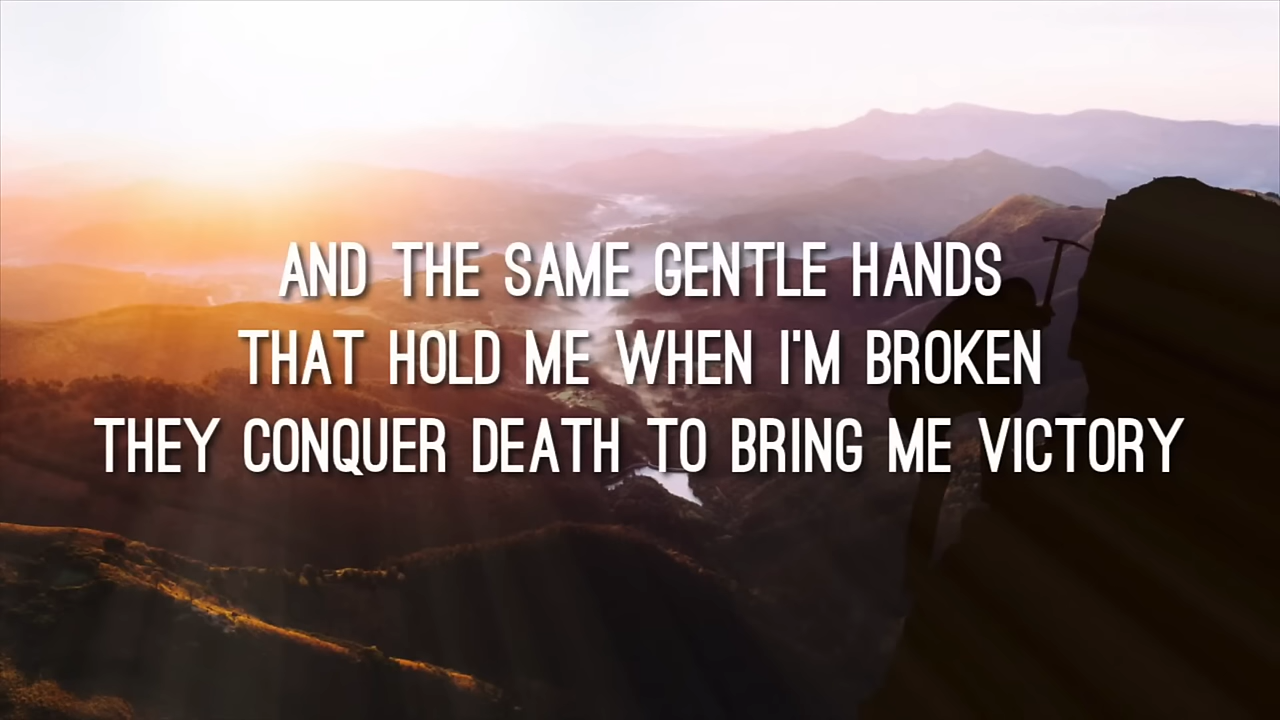 AND THE SAME GENTLE HANDS
THAT HOLD ME WHEN I'M BROKEN
THEY CONQUER DEATH TO BRING ME VICTORY